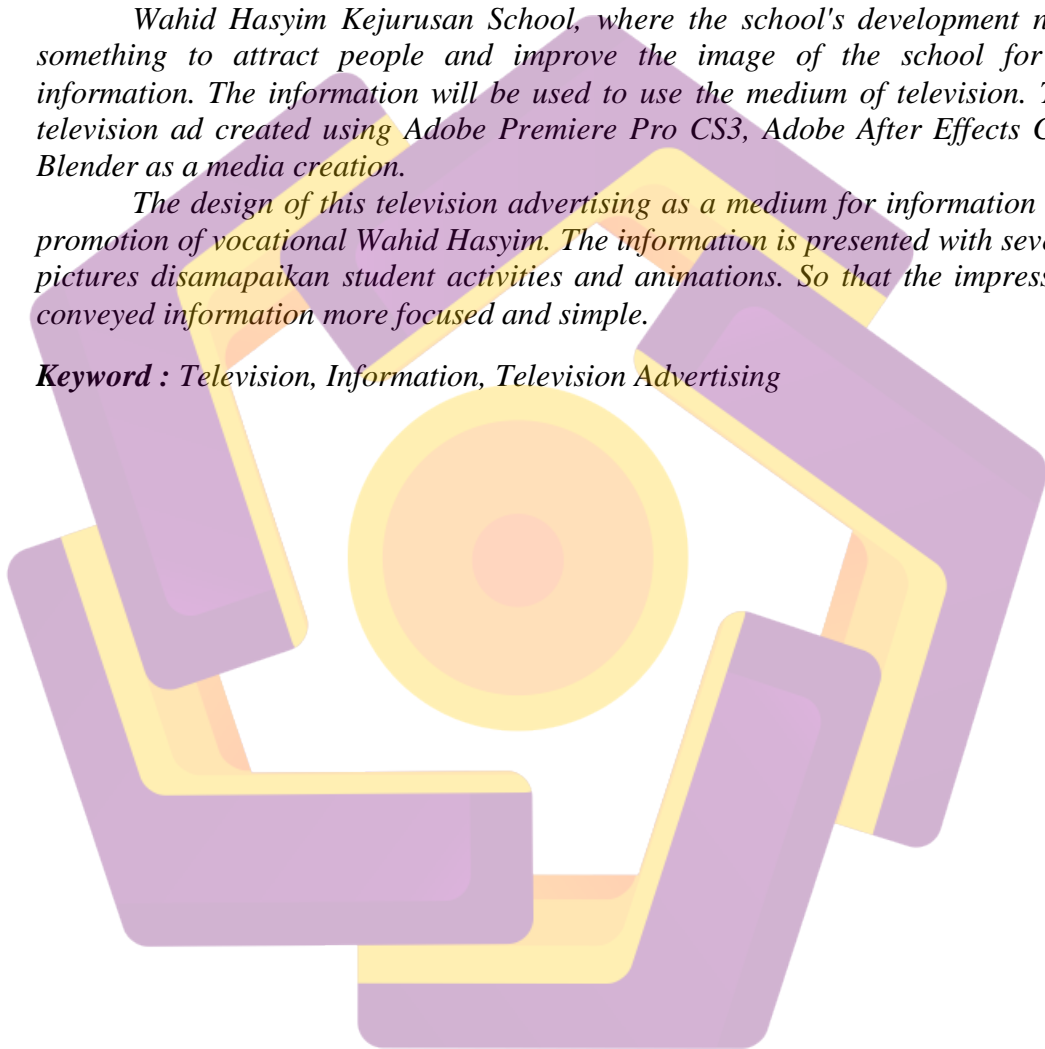 Wahid Hasyim Kejurusan School, where the school's development
something to attract people and improve the image of the school for
information. The information will be used to use the medium of television.
television ad created using Adobe Premiere Pro CS3, Adobe After Effects
Blender as a media creation.
The design of this television advertising as a medium for information
promotion of vocational Wahid Hasyim. The information is presented with
pictures disamapaikan student activities and animations. So that the
conveyed information more focused and simple.
Keyword : Television, Information, Television Advertising